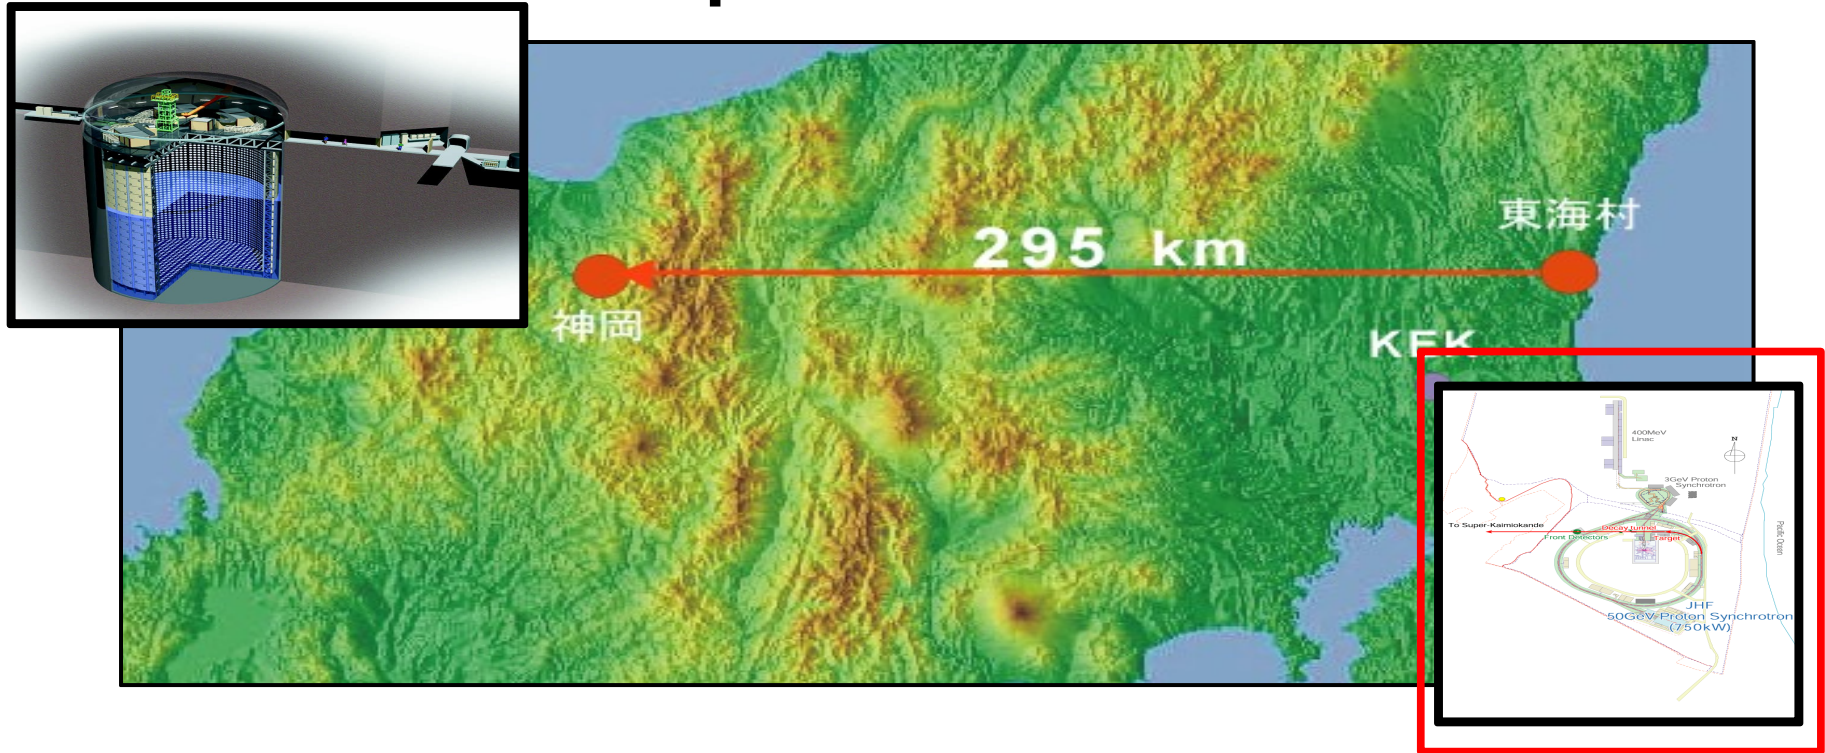 東海村
295 km
神岡
KEK
400MeV
Linac
N
3GeV Proton
Synchrotron
To Super-Kaimiokande
Decay tunnel
Front Detectors
Target
Pacific Ocean
JHF
50GeV Proton Synchrotron
(750kW)